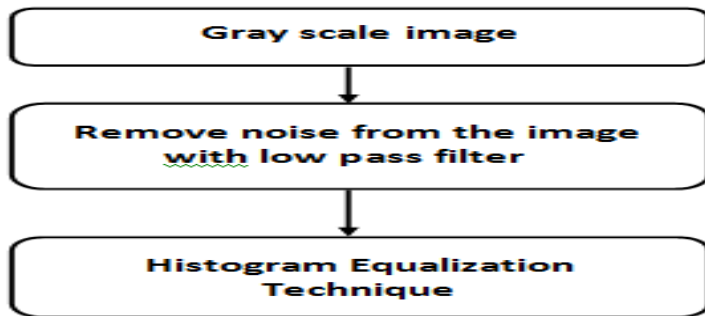 Gray scale image
Remove noise from the image
with low pass filter
Histogram Equalization
Technique